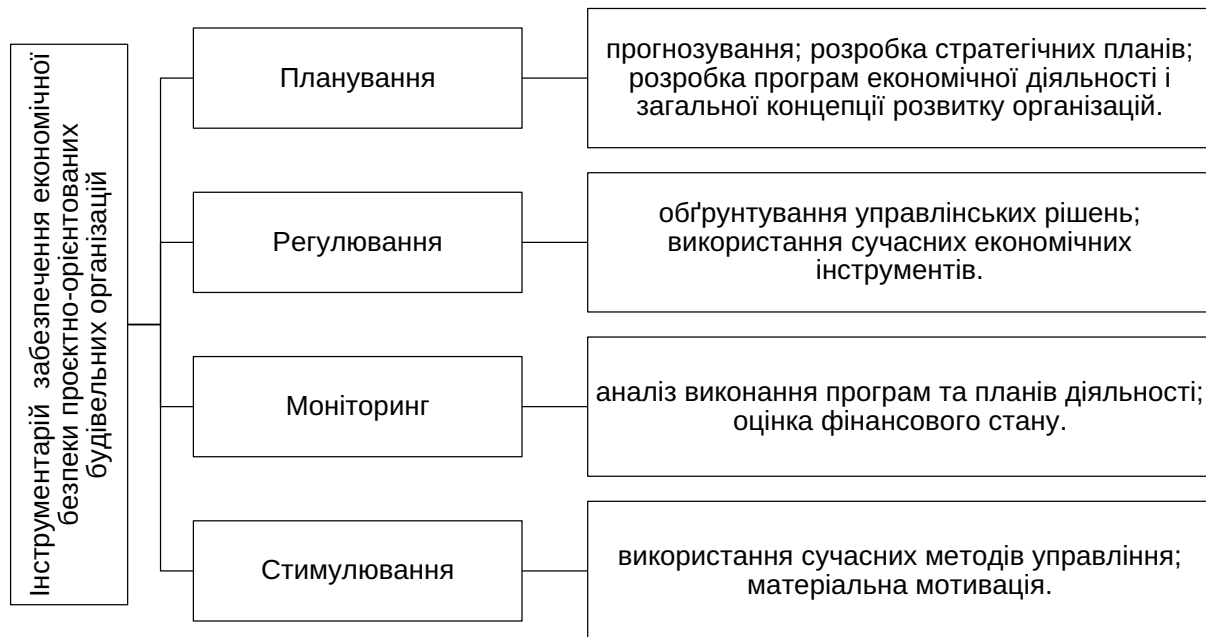 Інструментарій забезпечення економічної
безпеки проєктно-орієнтованих
будівельних організацій
Планування
прогнозування; розробка стратегічних планів;
розробка програм економічної діяльності і
загальної концепції розвитку організацій.
Регулювання
обґрунтування управлінських рішень;
використання сучасних економічних
інструментів.
Моніторинг
аналіз виконання програм та планів діяльності;
оцінка фінансового стану.
Стимулювання
використання сучасних методів управління;
матеріальна мотивація.